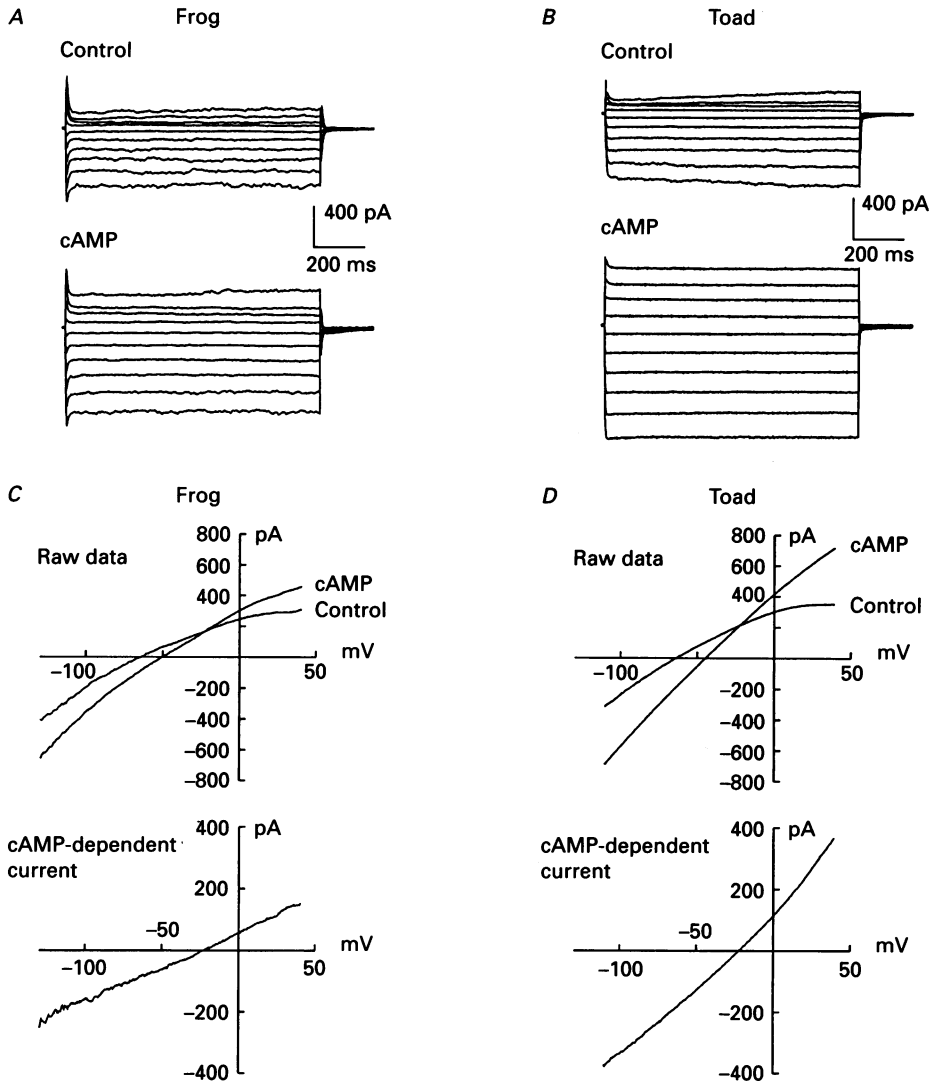 A Frog
Control
400 pA
200 ms
cAMP
B Toad
Control
400 pA
200 ms
cAMP
C Frog
Raw data
pA
800
600
400
200
cAMP
Control
mV
−100
50
−200
−400
−600
−800
cAMP-dependent
current
400
pA
200
−50
mV
−100
50
−200
−400
D Toad
Raw data
pA
800
600
400
cAMP
Control
mV
−100
50
−200
−400
−600
−800
cAMP-dependent
current
400
pA
200
−50
mV
−100
50
−200
−400